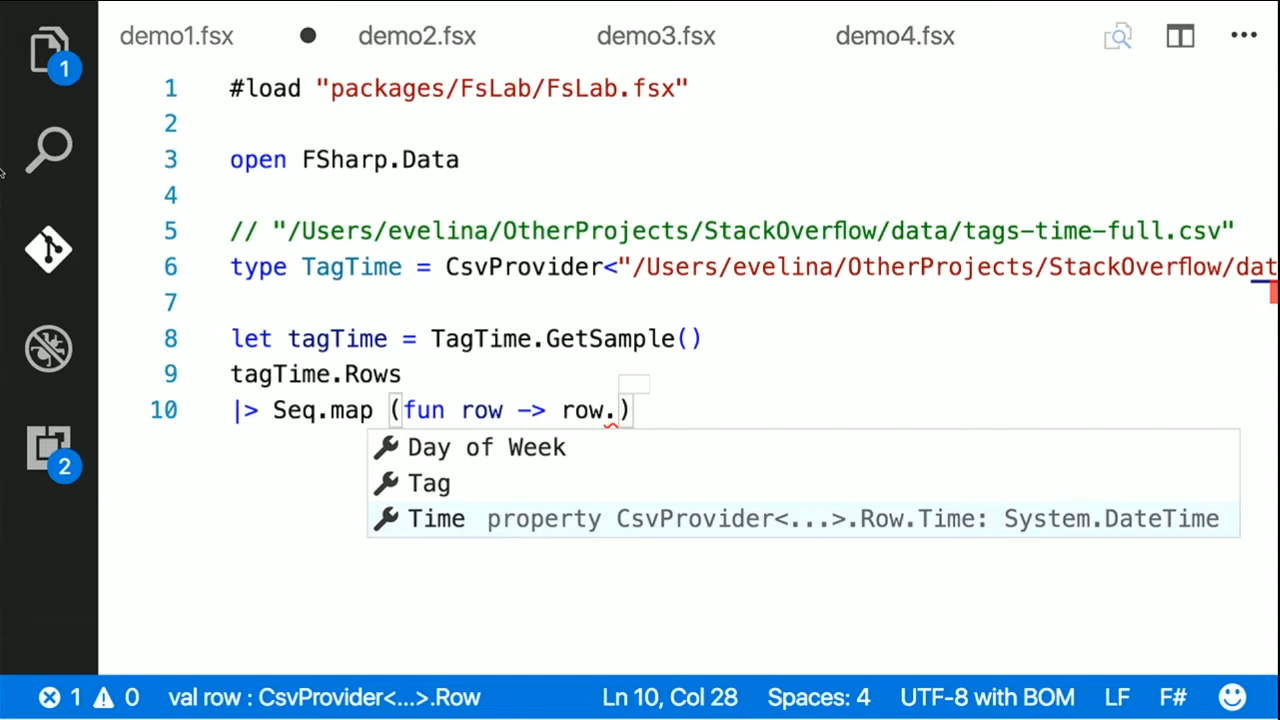 demo1.fsx demo2.fsx demo3.fsx demo4.fsx
1
1 #load "packages/FsLab/FsLab.fsx"
2
3 open FSharp.Data
4
5 // "/Users/evelina/OtherProjects/StackOverflow/data/tags-time-full.csv"
6 type TagTime = CsvProvider<"/Users/evelina/OtherProjects/StackOverflow/dat
7
8 let tagTime = TagTime.GetSample()
9 tagTime.Rows
10 |> Seq.map (fun row -> row.)
Day of Week
2
Tag
Time property CsvProvider<...>.Row.Time: System.DateTime
1 0 val row : CsvProvider<...>.Row Ln 10, Col 28 Spaces: 4 UTF-8 with BOM LF F#